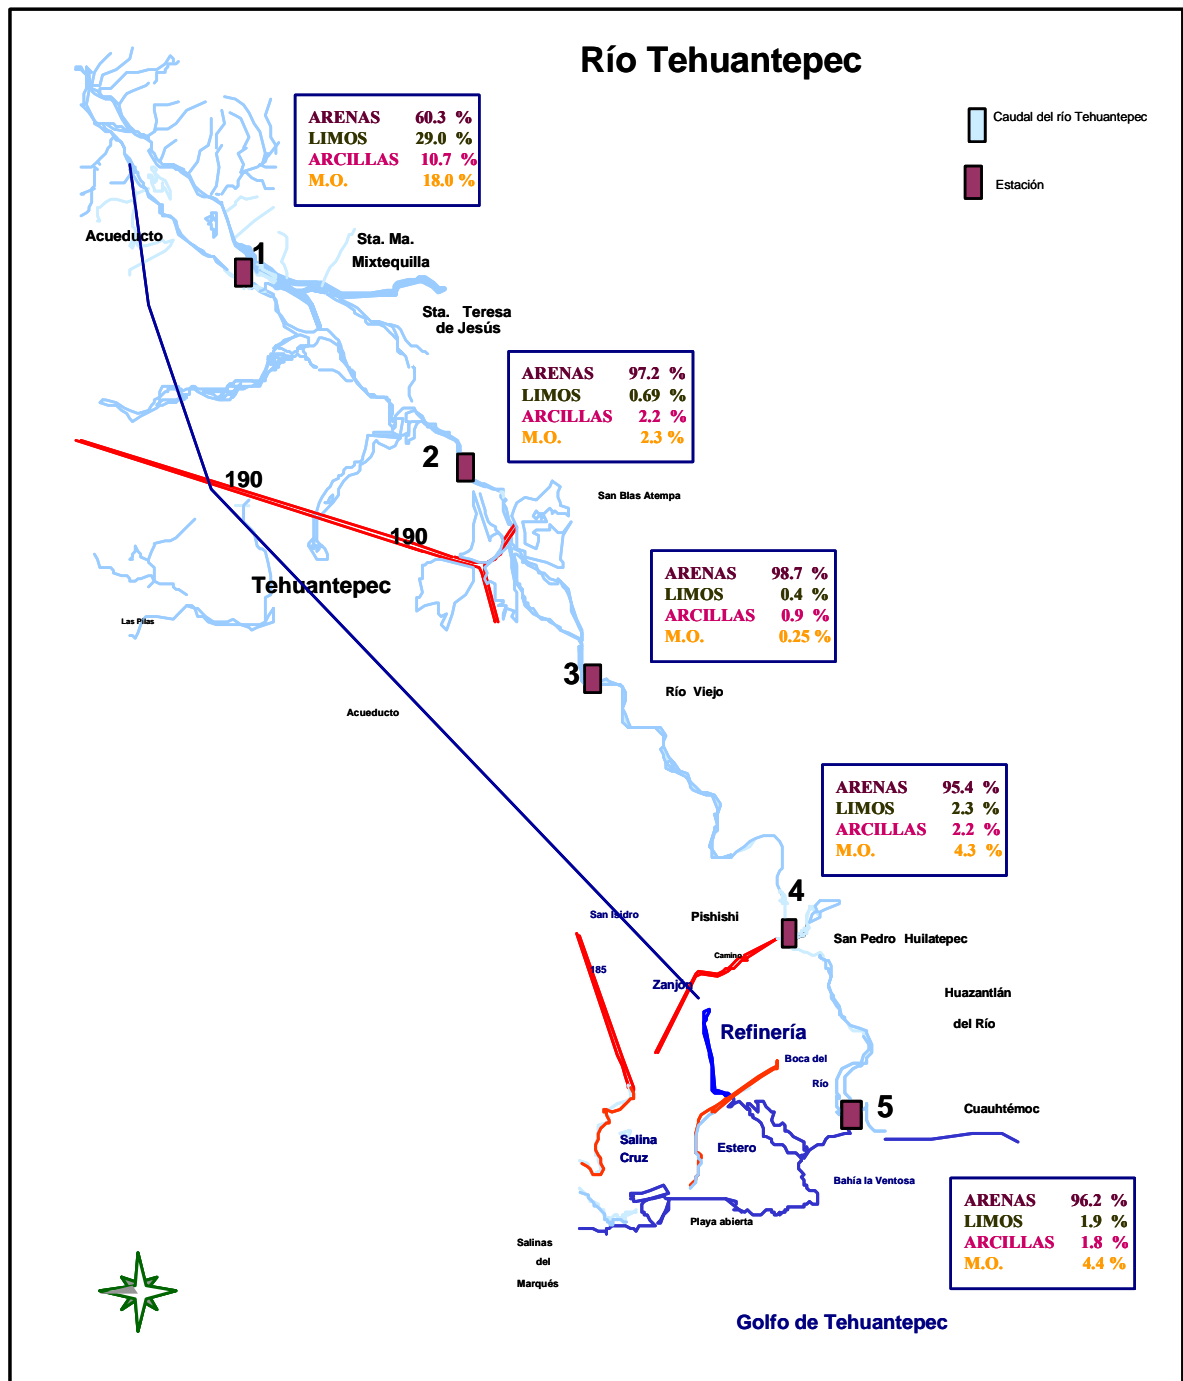 Río Tehuantepec
Caudal del río Tehuantepec
Estación
ARENAS 60.3 %
LIMOS 29.0 %
ARCILLAS 10.7 %
M.O. 18.0 %
Acueducto
1
Sta. Ma.
Mixtequilla
Sta. Teresa
de Jesús
ARENAS 97.2 %
LIMOS 0.69 %
ARCILLAS 2.2 %
M.O. 2.3 %
2
190
San Blas Atempa
190
Tehuantepec
Las Pilas
ARENAS 98.7 %
LIMOS 0.4 %
ARCILLAS 0.9 %
M.O. 0.25 %
3
Río Viejo
Acueducto
ARENAS 95.4 %
LIMOS 2.3 %
ARCILLAS 2.2 %
M.O. 4.3 %
4
San Isidro
Pishishi
San Pedro Huilatepec
Camino
185
Zanjón
Huazantlán
del Río
Refinería
Boca del
Río
5
Cuauhtémoc
Salina
Cruz
Estero
Bahía la Ventosa
ARENAS 96.2 %
LIMOS 1.9 %
ARCILLAS 1.8 %
M.O. 4.4 %
Playa abierta
Salinas
del
Marqués
Golfo de Tehuantepec